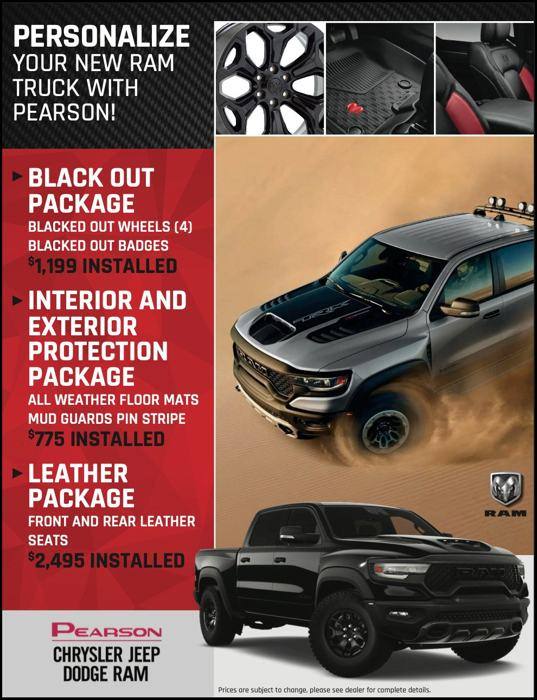 PERSONALIZE
YOUR NEW RAM
TRUCK WITH
PEARSON!
BLACK OUT
PACKAGE
BLACKED OUT WHEELS (4)
BLACKED OUT BADGES
$1,199 INSTALLED
INTERIOR AND
EXTERIOR
PROTECTION
PACKAGE
ALL WEATHER FLOOR MATS
MUD GUARDS PIN STRIPE
$775 INSTALLED
LEATHER
PACKAGE
FRONT AND REAR LEATHER
SEATS
$2,495 INSTALLED
RAM
PEARSON
CHRYSLER JEEP
DODGE RAM
Prices are subject to change, please see dealer for complete details.